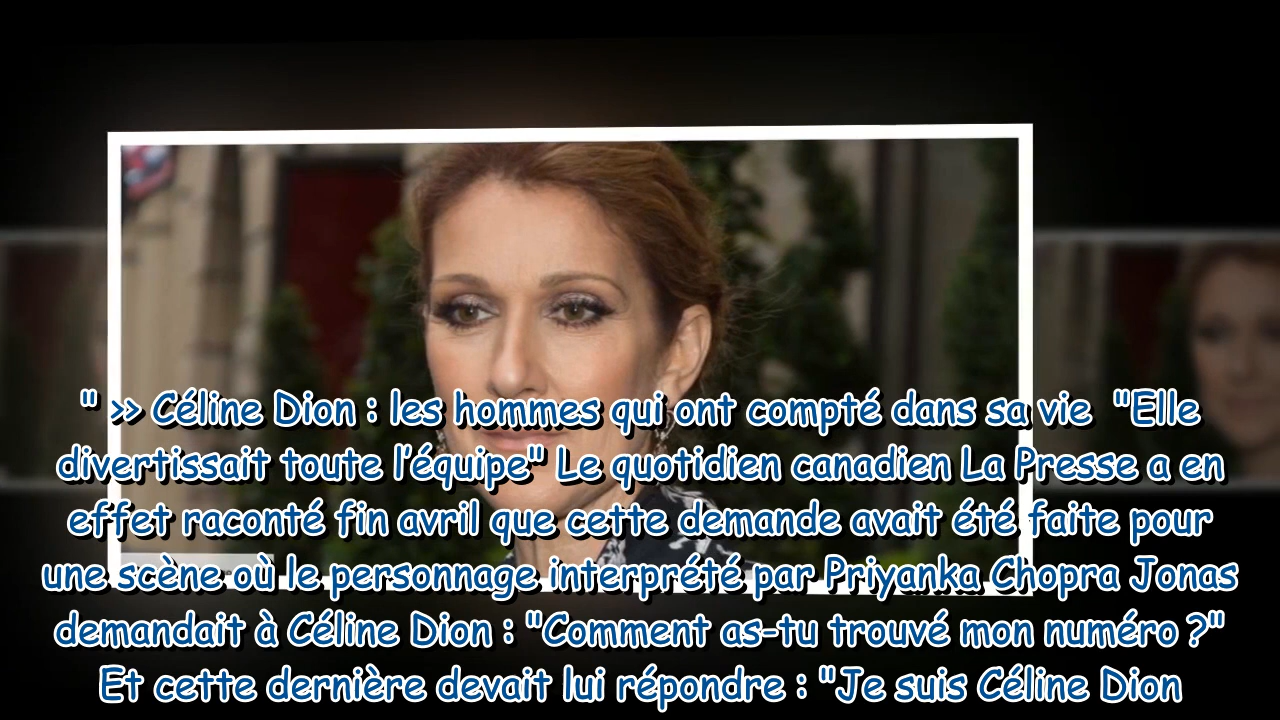 " >> Céline Dion : les hommes qui ont compté dans sa vie "Elle
divertissait toute l'équipe" Le quotidien canadien La Presse a en
effet raconté fin avril que cette demande avait été faite pour
une scène où le personnage interprété par Priyanka Chopra Jonas
demandait à Céline Dion : "Comment as-tu trouvé mon numéro ?"
Et cette dernière devait lui répondre : "Je suis Céline Dion